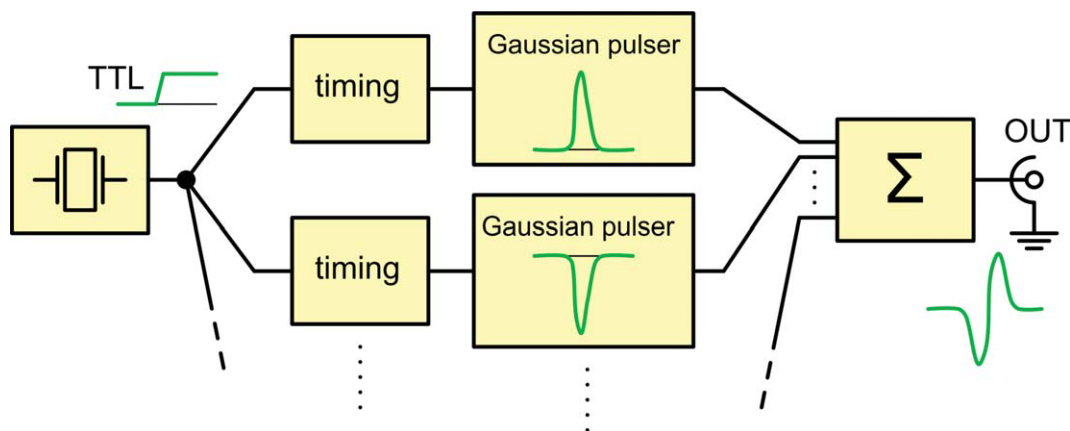 TTL
timing
Gaussian pulser
timing
Gaussian pulser
Σ
OUT